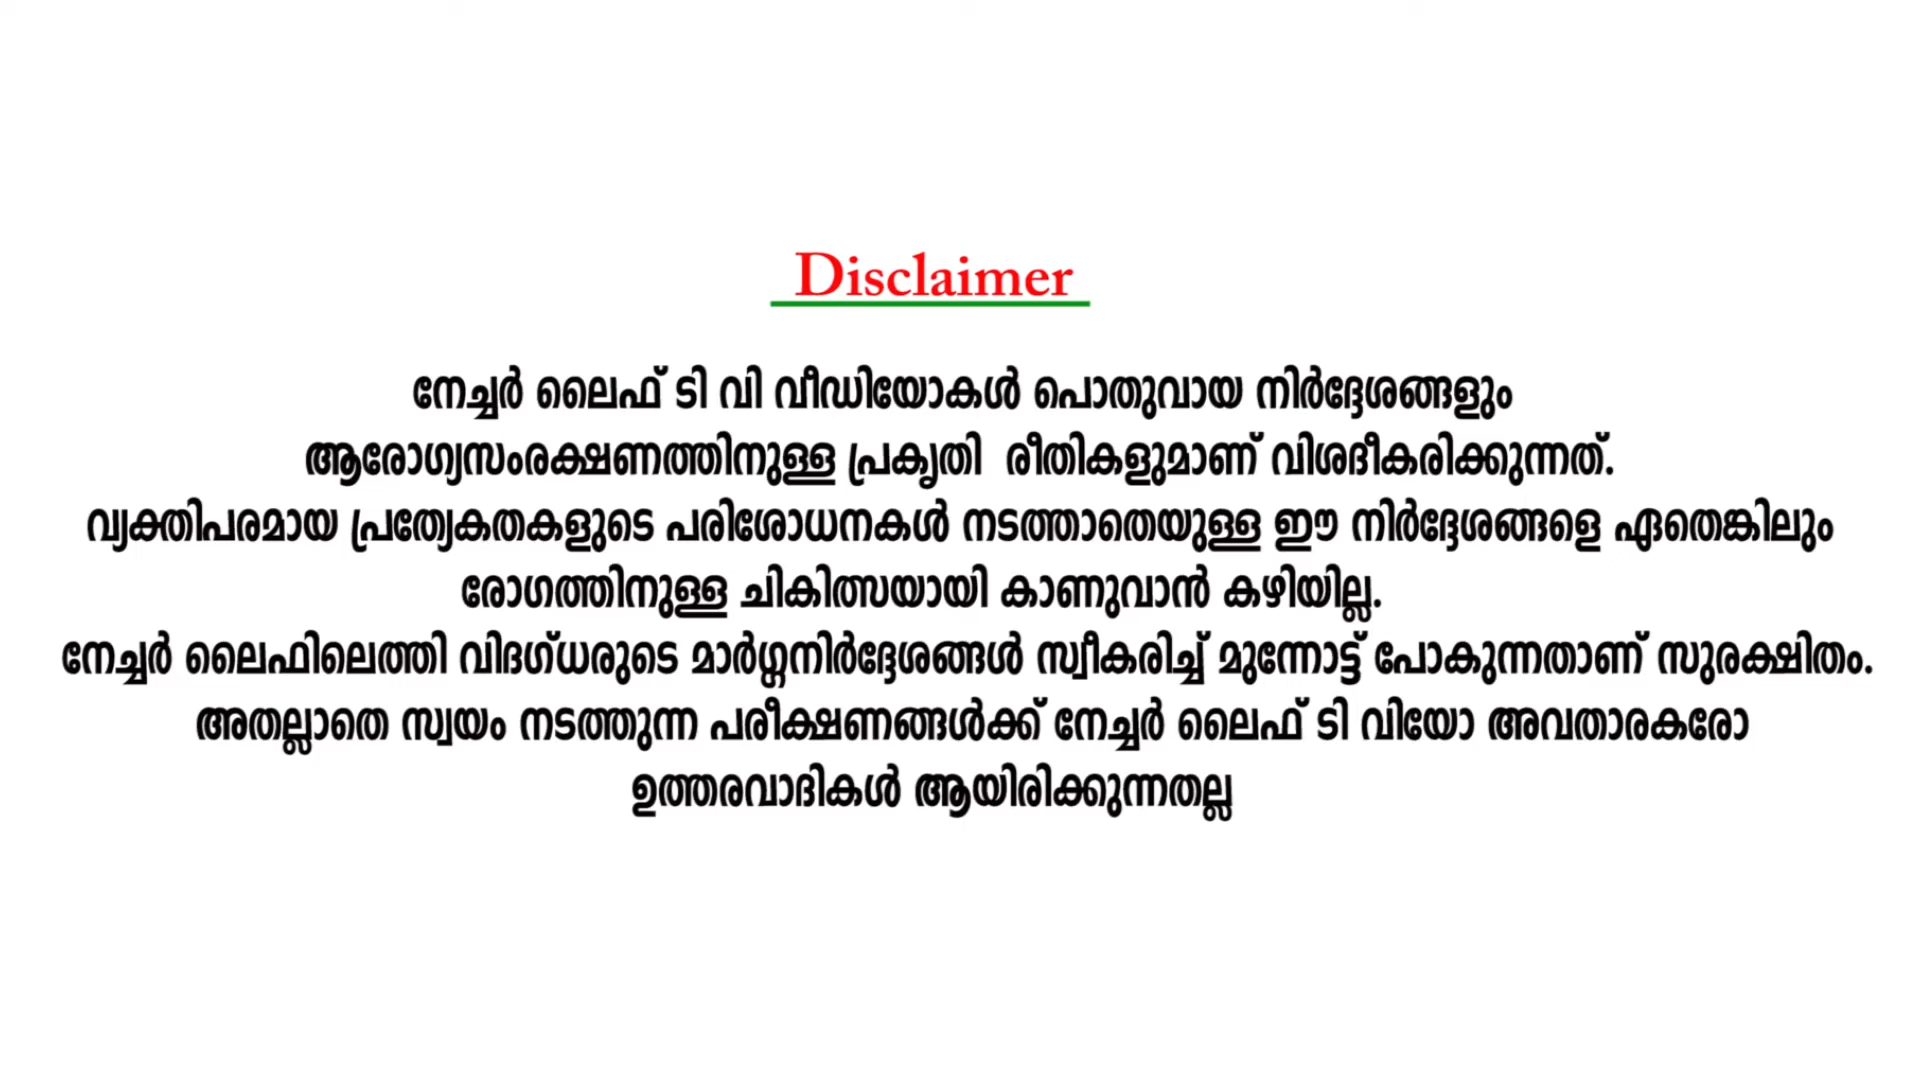 Disclaimer
നേച്ചർ ലൈഫ് ടി വി വീഡിയോകൾ പൊതുവായ നിർദ്ദേശങ്ങളും
ആരോഗ്യസംരക്ഷണത്തിനുള്ള പ്രകൃതി രീതികളുമാണ് വിശദീകരിക്കുന്നത്.
വ്യക്തിപരമായ പ്രത്യേകതകളുടെ പരിശോധനകൾ നടത്താതെയുള്ള ഈ നിർദ്ദേശങ്ങളെ ഏതെങ്കിലും
രോഗത്തിനുള്ള ചികിത്സയായി കാണുവാൻ കഴിയില്ല.
നേച്ചർ ലൈഫിലെത്തി വിദഗ്ധരുടെ മാർഗ്ഗനിർദ്ദേശങ്ങൾ സ്വീകരിച്ച് മുന്നോട്ട് പോകുന്നതാണ് സുരക്ഷിതം.
അതല്ലാതെ സ്വയം നടത്തുന്ന പരീക്ഷണങ്ങൾക്ക് നേച്ചർ ലൈഫ് ടി വിയോ അവതാരകരോ
ഉത്തരവാദികൾ ആയിരിക്കുന്നതല്ല